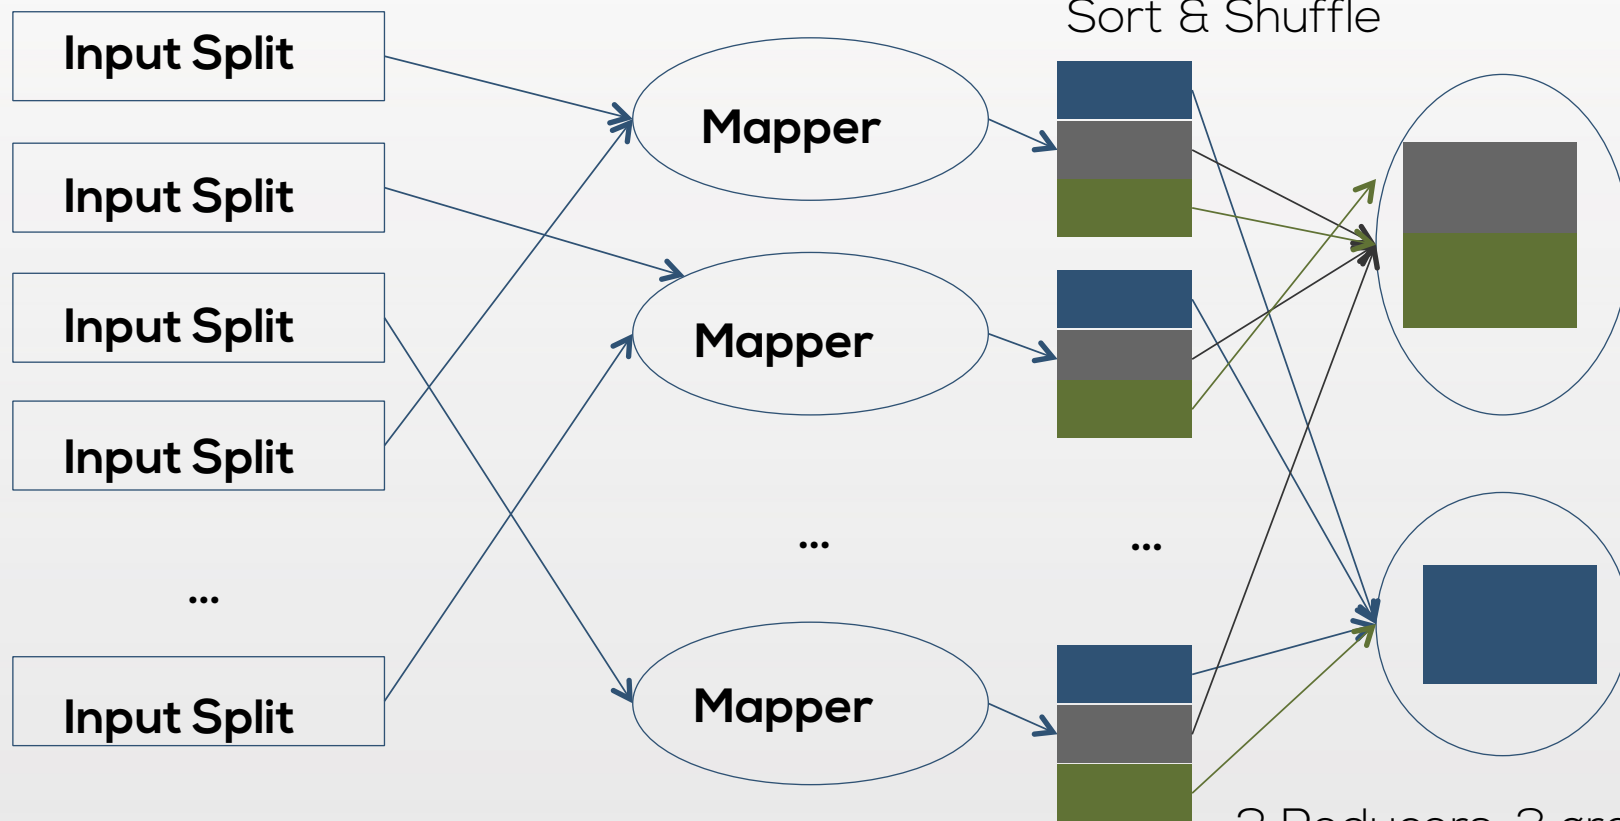 Sort & Shuffle
Input Split
Mapper
Input Split
Input Split
Mapper
Input Split
...
...
...
Input Split
Mapper